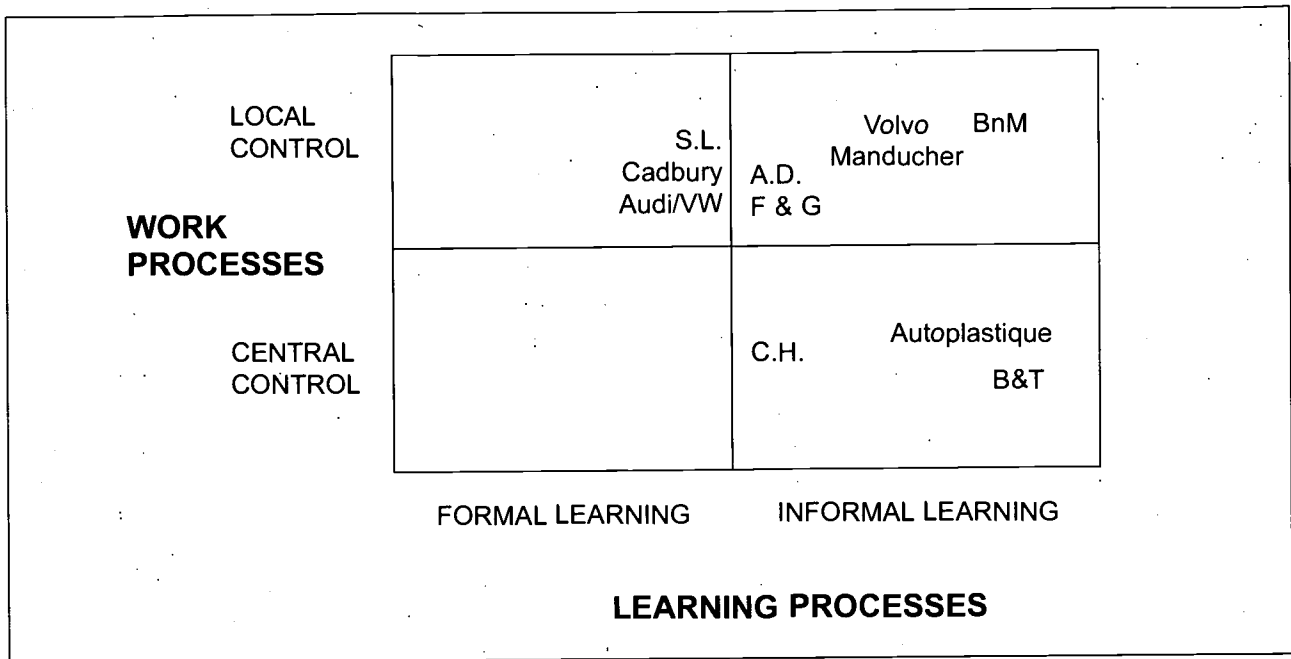 LOCAL
CONTROL
S.L.
Cadbury
Audi/VW
Volvo BnM
Manducher
A.D.
F & G
WORK
PROCESSES
CENTRAL
CONTROL
C.H.
Autoplastique
B&T
FORMAL LEARNING INFORMAL LEARNING
LEARNING PROCESSES